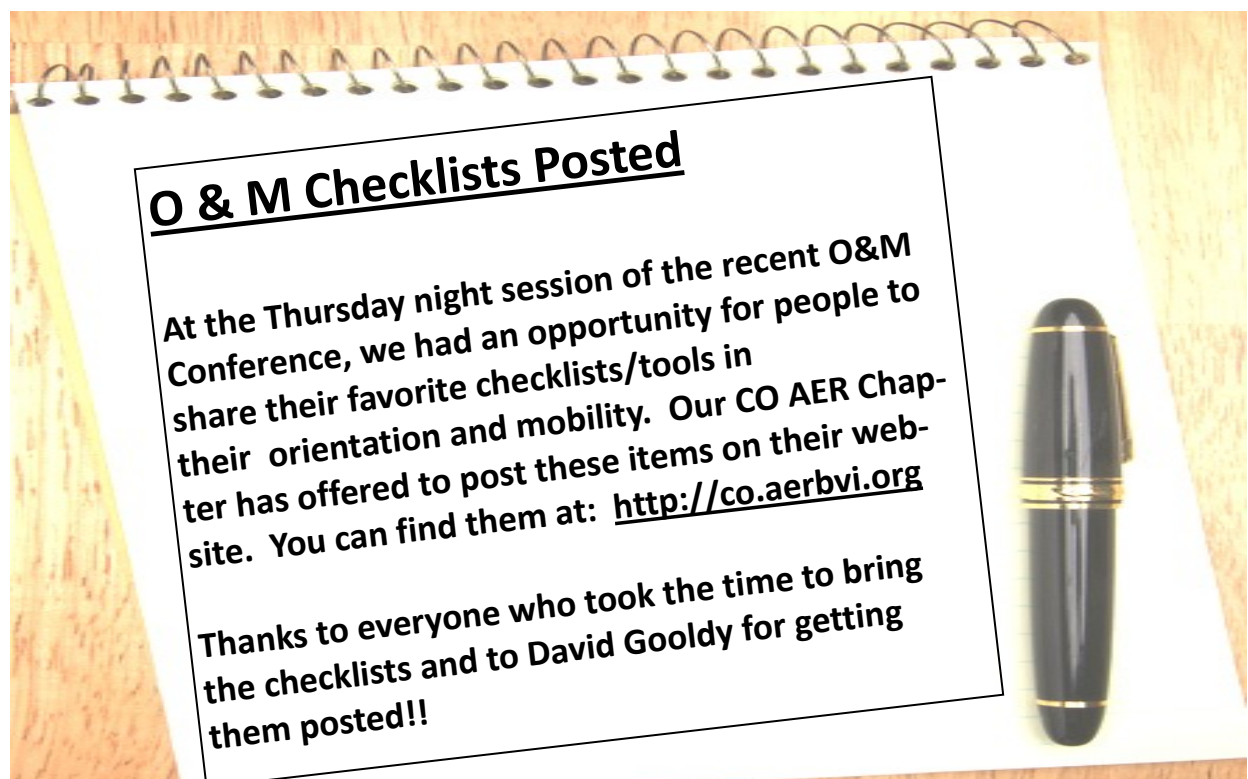 O & M Checklists Posted
At the Thursday night session of the recent O&M
Conference, we had an opportunity for people to
share their favorite checklists/tools in
their  orientation and mobility.  Our CO AER Chap-
ter has offered to post these items on their web-
site.  You can find them at:  http://co.aerbvi.org
Thanks to everyone who took the time to bring
the checklists and to David Gooldy for getting
them posted!!